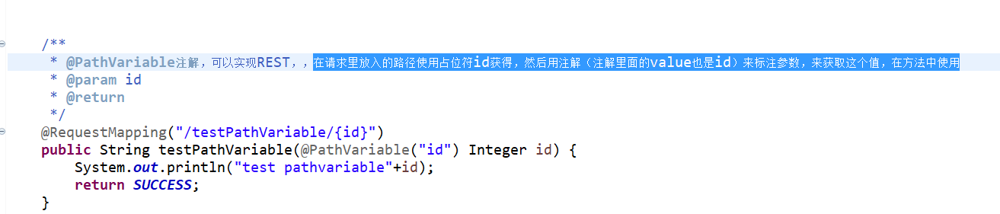 /**
* @PathVariable注解，可以实现REST，，在请求里放入的路径使用占位符id获得，然后用注解（注解里面的value也是id）来标注参数，来获取这个值，在方法中使用
* @param id
* @return
*/
@RequestMapping("/testPathVariable/{id}")
public String testPathVariable(@PathVariable("id") Integer id) {
System.out.println("test pathvariable"+id);
return SUCCESS;
}